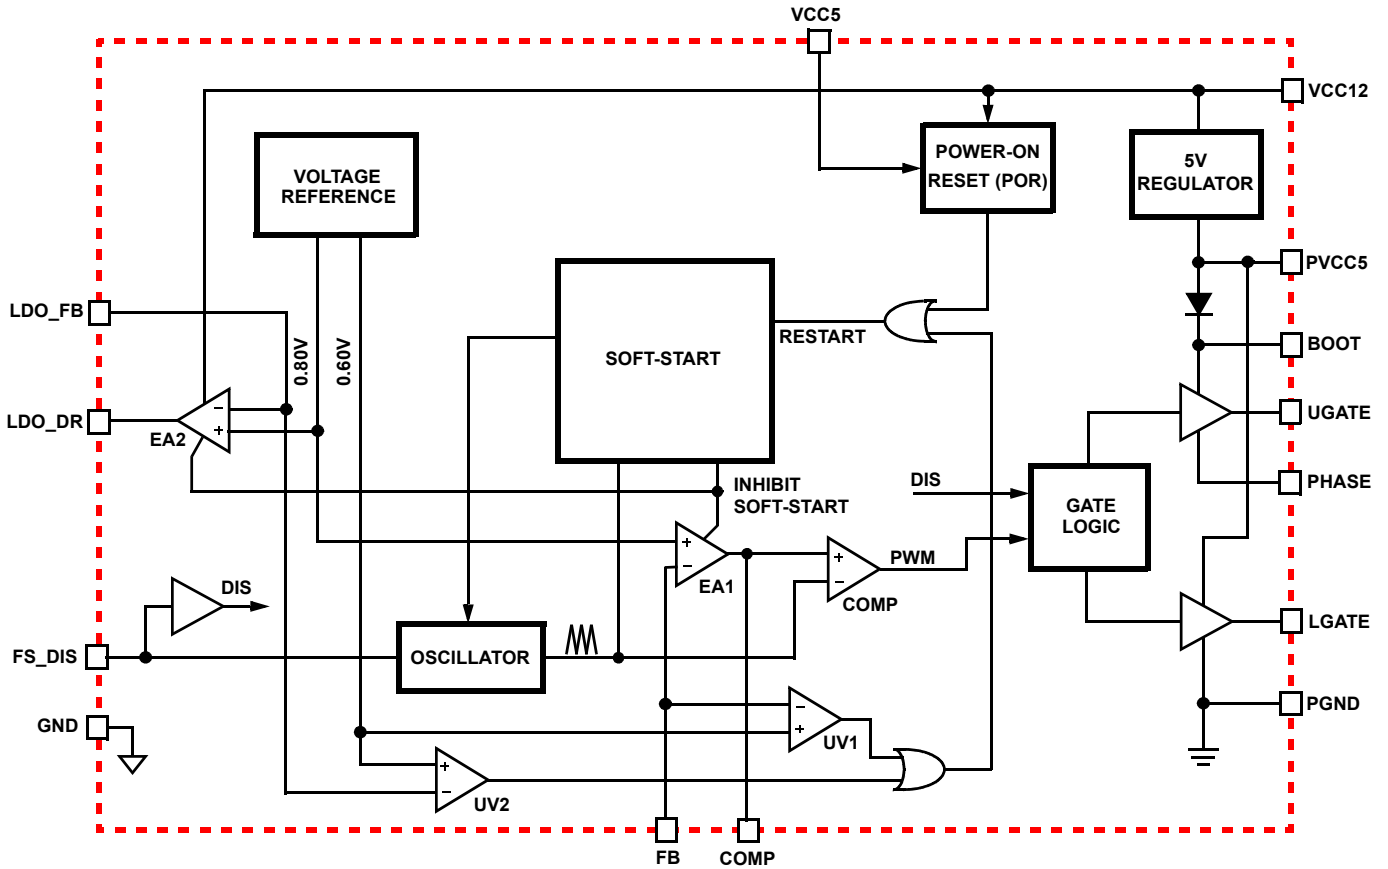 VCC5
VCC12
POWER-ON
RESET (POR)
5V
REGULATOR
VOLTAGE
REFERENCE
PVCC5
LDO_FB
0.80V
0.60V
SOFT-START
RESTART
BOOT
LDO_DR
−
+
EA2
UGATE
INHIBIT
SOFT-START
DIS
PHASE
GATE
LOGIC
+
−
EA1
+
−
COMP
PWM
DIS
LGATE
FS_DIS
OSCILLATOR
GND
−
+
UV1
PGND
+
−
UV2
FB
COMP